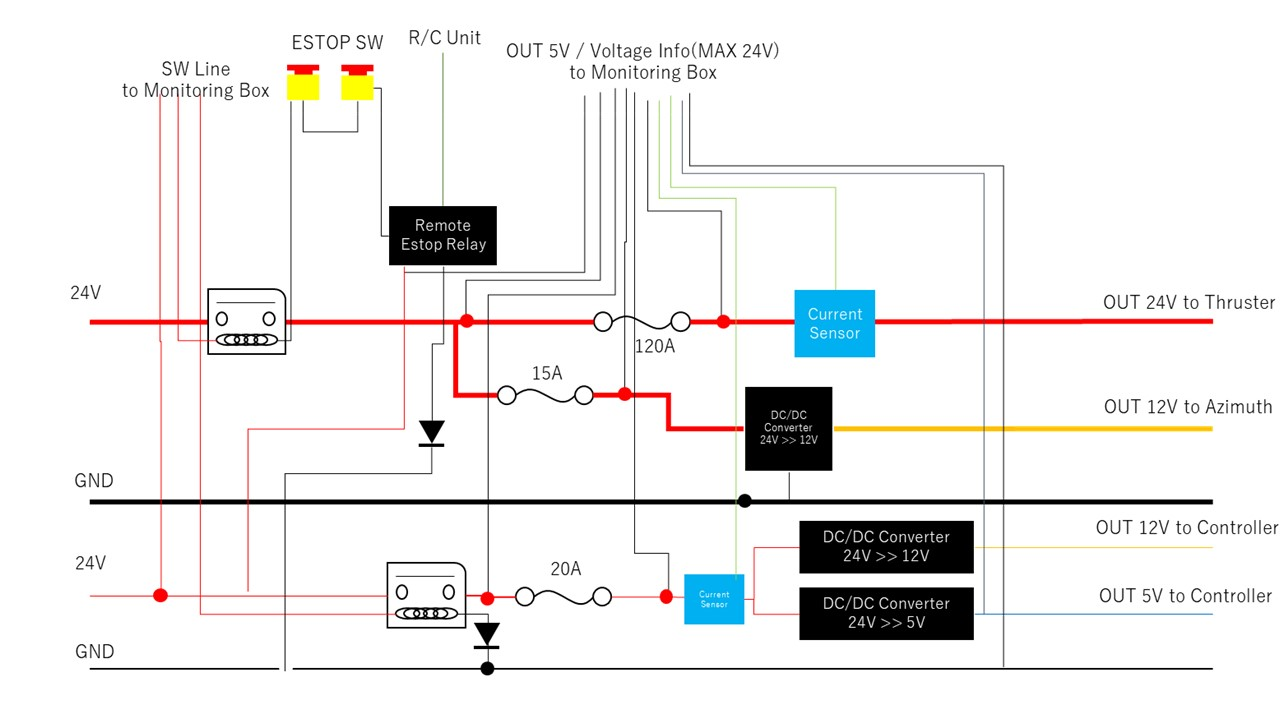 ESTOP SW
R/C Unit
OUT 5V / Voltage Info(MAX 24V)
to Monitoring Box
SW Line
to Monitoring Box
Remote
Estop Relay
24V
OUT 24V to Thruster
Current
Sensor
120A
15A
OUT 12V to Azimuth
DC/DC
Converter
24V >> 12V
GND
OUT 12V to Controller
DC/DC Converter
24V >> 12V
24V
20A
Current
Sensor
OUT 5V to Controller
DC/DC Converter
24V >> 5V
GND